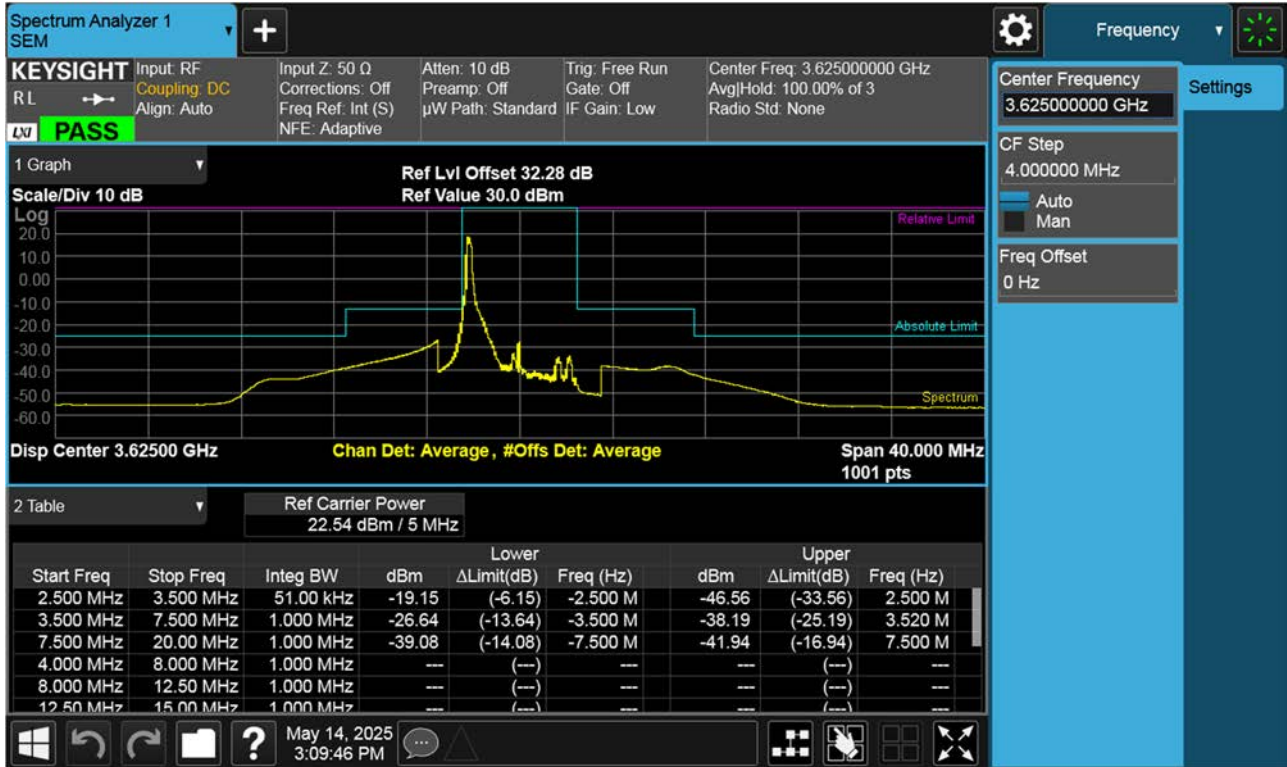 Spectrum Analyzer 1
SEM
+
Frequency
KEYSIGHT
RL
LXI
PASS
Input: RF
Coupling: DC
Align: Auto
Input Z: 50 Ω
Corrections: Off
Freq Ref: Int (S)
NFE: Adaptive
Atten: 10 dB
Preamp: Off
µW Path: Standard
Trig: Free Run
Gate: Off
IF Gain: Low
Center Freq: 3.625000000 GHz
Avg|Hold: 100.00% of 3
Radio Std: None
Center Frequency
3.625000000 GHz
Settings
CF Step
4.000000 MHz
Auto
Man
Freq Offset
0 Hz
1 Graph
Scale/Div 10 dB
Ref Lvl Offset 32.28 dB
Ref Value 30.0 dBm
Log
20.0
10.0
0.00
-10.0
-20.0
-30.0
-40.0
-50.0
-60.0
Relative Limit
Absolute Limit
Spectrum
Disp Center 3.62500 GHz
Chan Det: Average, #Offs Det: Average
Span 40.000 MHz
1001 pts
2 Table
Ref Carrier Power
22.54 dBm / 5 MHz
Lower Upper
Start Freq Stop Freq Integ BW dBm ΔLimit(dB) Freq (Hz) dBm ΔLimit(dB) Freq (Hz)
2.500 MHz 3.500 MHz 51.00 kHz -19.15 (-6.15) -2.500 M -46.56 (-33.56) 2.500 M
3.500 MHz 7.500 MHz 1.000 MHz -26.64 (-13.64) -3.500 M -38.19 (-25.19) 3.520 M
7.500 MHz 20.00 MHz 1.000 MHz -39.08 (-14.08) -7.500 M -41.94 (-16.94) 7.500 M
4.000 MHz 8.000 MHz 1.000 MHz --- (---) --- --- (---) ---
8.000 MHz 12.50 MHz 1.000 MHz --- (---) --- --- (---) ---
12.50 MHz 15.00 MHz 1.000 MHz --- (---) --- --- (---) ---
?
May 14, 2025
3:09:46 PM